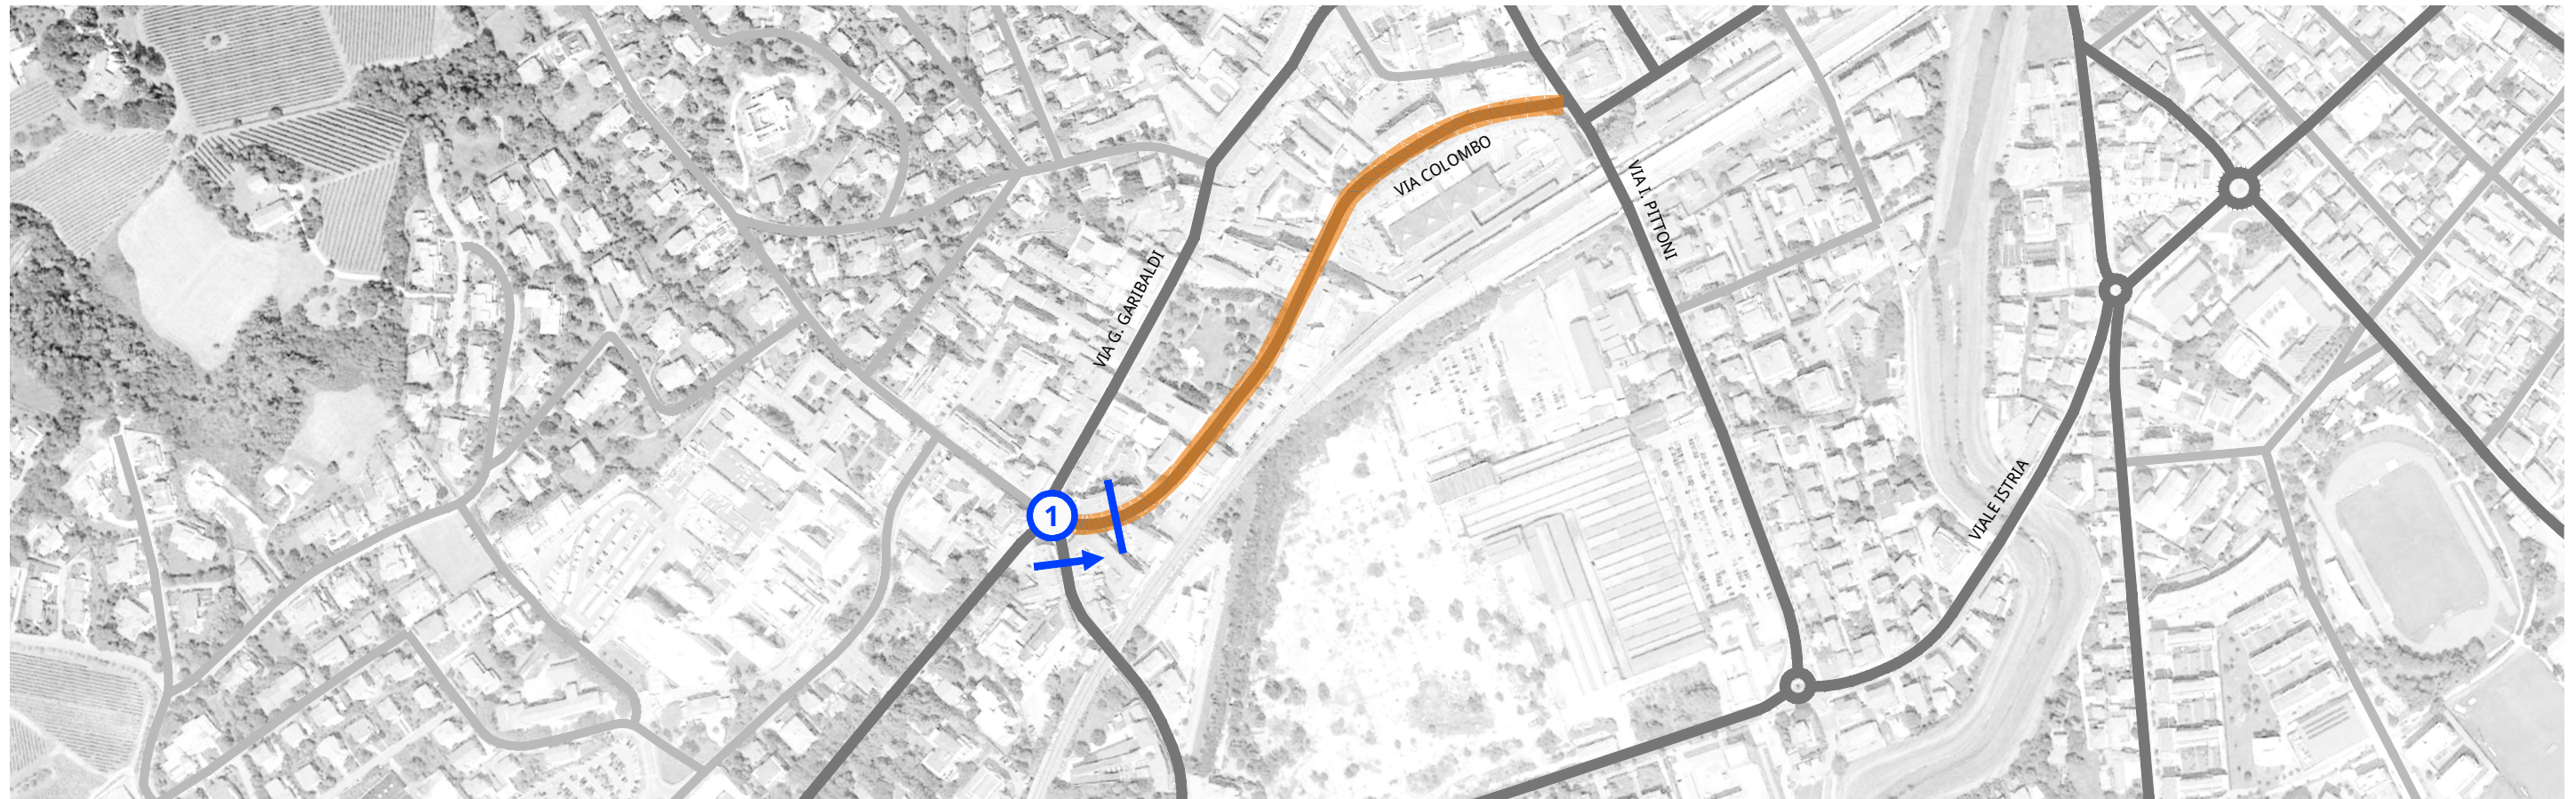 VIA COLOMBO
VIA I. PITTONI
VIA G. GARIBALDI
VIALE ISTRIA
1